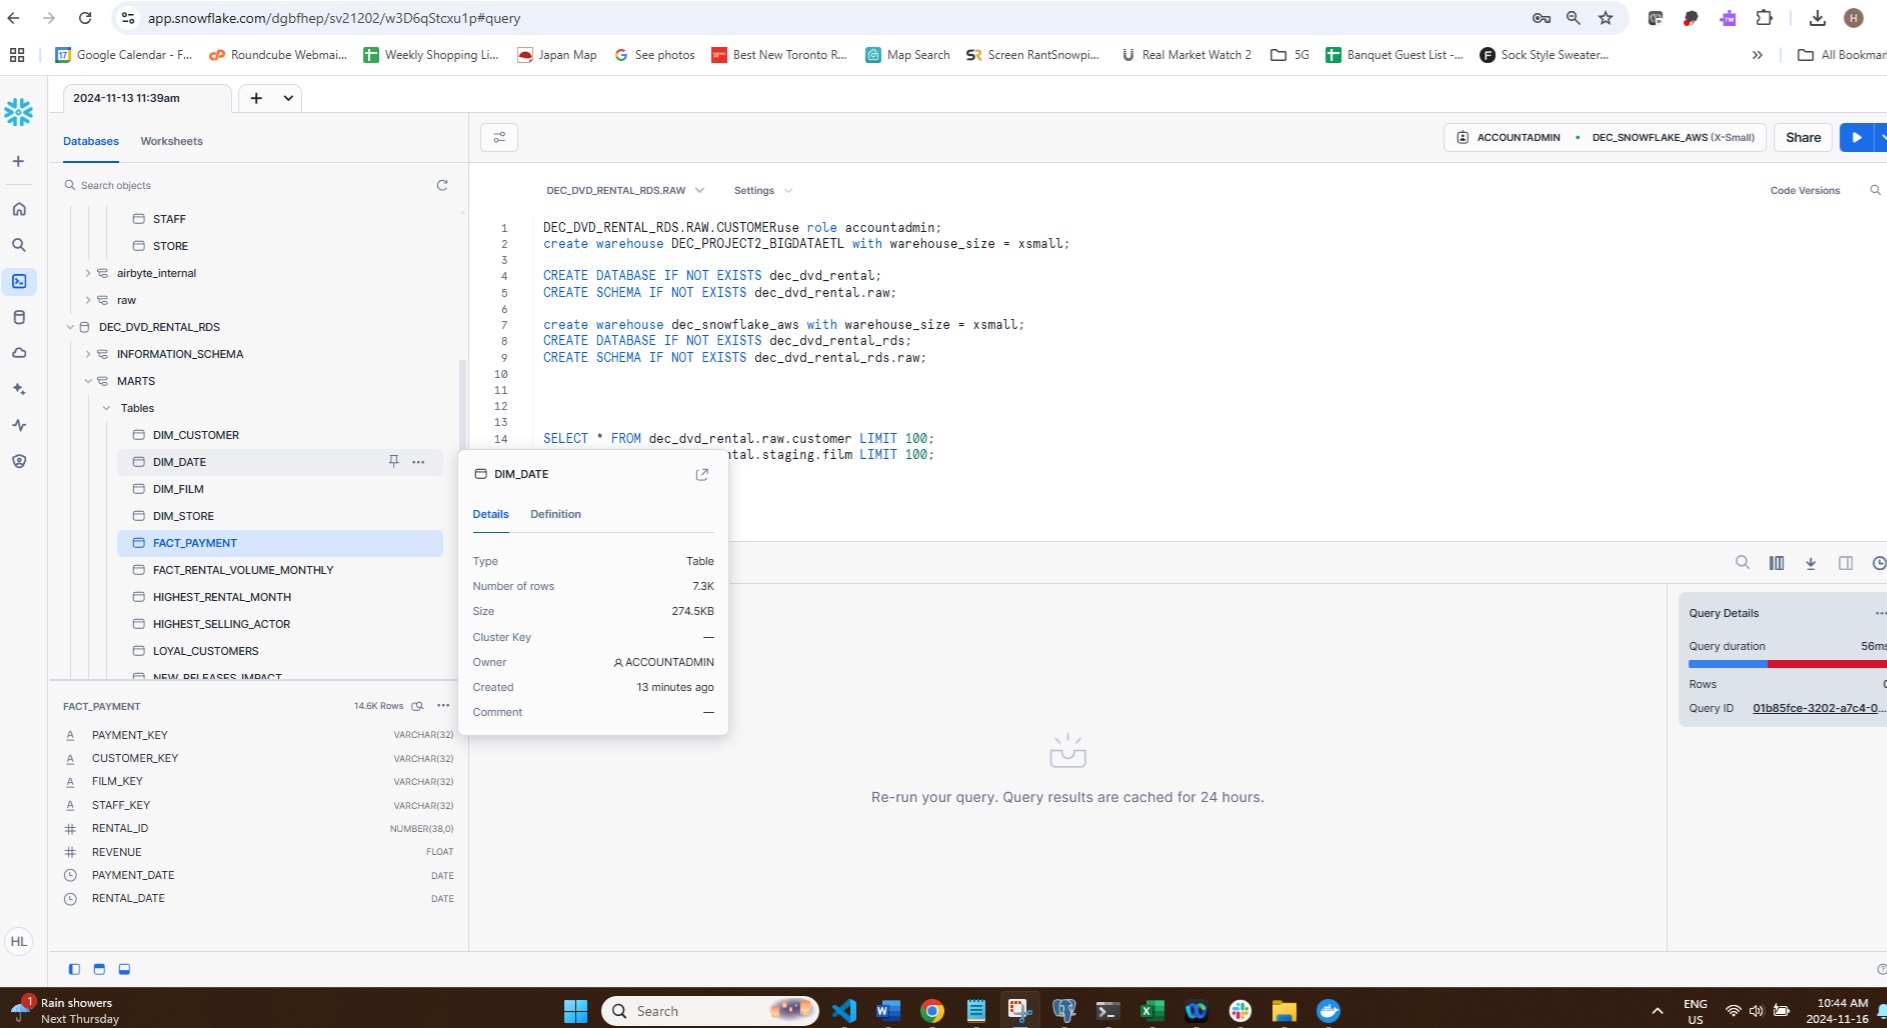 app.snowflake.com/dgbfhep/sv21202/w3D6qStcxu1p#query
H
Google Calendar - F...
Roundcube Webmai...
Weekly Shopping Li...
Japan Map
See photos
Best New Toronto R...
Map Search
Screen RantSnowpi...
Real Market Watch 2
5G
Banquet Guest List -...
Sock Style Sweater...
»
All Bookmar
2024-11-13 11:39am
Databases
Worksheets
ACCOUNTADMIN
DEC_SNOWFLAKE_AWS (X-Small)
Share
Search objects
DEC_DVD_RENTAL_RDS.RAW
Settings
Code Versions
STAFF
STORE
airbyte_internal
raw
DEC_DVD_RENTAL_RDS
INFORMATION_SCHEMA
MARTS
Tables
DIM_CUSTOMER
DIM_DATE
DIM_FILM
DIM_STORE
FACT_PAYMENT
FACT_RENTAL_VOLUME_MONTHLY
HIGHEST_RENTAL_MONTH
HIGHEST_SELLING_ACTOR
LOYAL_CUSTOMERS
NEW_RELEASES_IMPACT
1 DEC_DVD_RENTAL_RDS.RAW.CUSTOMERuse role accountadmin;
2 create warehouse DEC_PROJECT2_BIGDATAETL with warehouse_size = xsmall;
3
4 CREATE DATABASE IF NOT EXISTS dec_dvd_rental;
5 CREATE SCHEMA IF NOT EXISTS dec_dvd_rental.raw;
6
7 create warehouse dec_snowflake_aws with warehouse_size = xsmall;
8 CREATE DATABASE IF NOT EXISTS dec_dvd_rental_rds;
9 CREATE SCHEMA IF NOT EXISTS dec_dvd_rental_rds.raw;
10
11
12
13
14 SELECT * FROM dec_dvd_rental.raw.customer LIMIT 100;
ntal.staging.film LIMIT 100;
DIM_DATE
Details
Definition
Type Table
Number of rows 7.3K
Size 274.5KB
Cluster Key —
Owner ACCOUNTADMIN
Created 13 minutes ago
Comment —
FACT_PAYMENT 14.6K Rows
PAYMENT_KEY VARCHAR(32)
CUSTOMER_KEY VARCHAR(32)
FILM_KEY VARCHAR(32)
STAFF_KEY VARCHAR(32)
RENTAL_ID NUMBER(38,0)
REVENUE FLOAT
PAYMENT_DATE DATE
RENTAL_DATE DATE
Query Details
Query duration 56ms
Rows
Query ID 01b85fce-3202-a7c4-0...
Re-run your query. Query results are cached for 24 hours.
HL
1
Rain showers
Next Thursday
Search
ENG
US
10:44 AM
2024-11-16